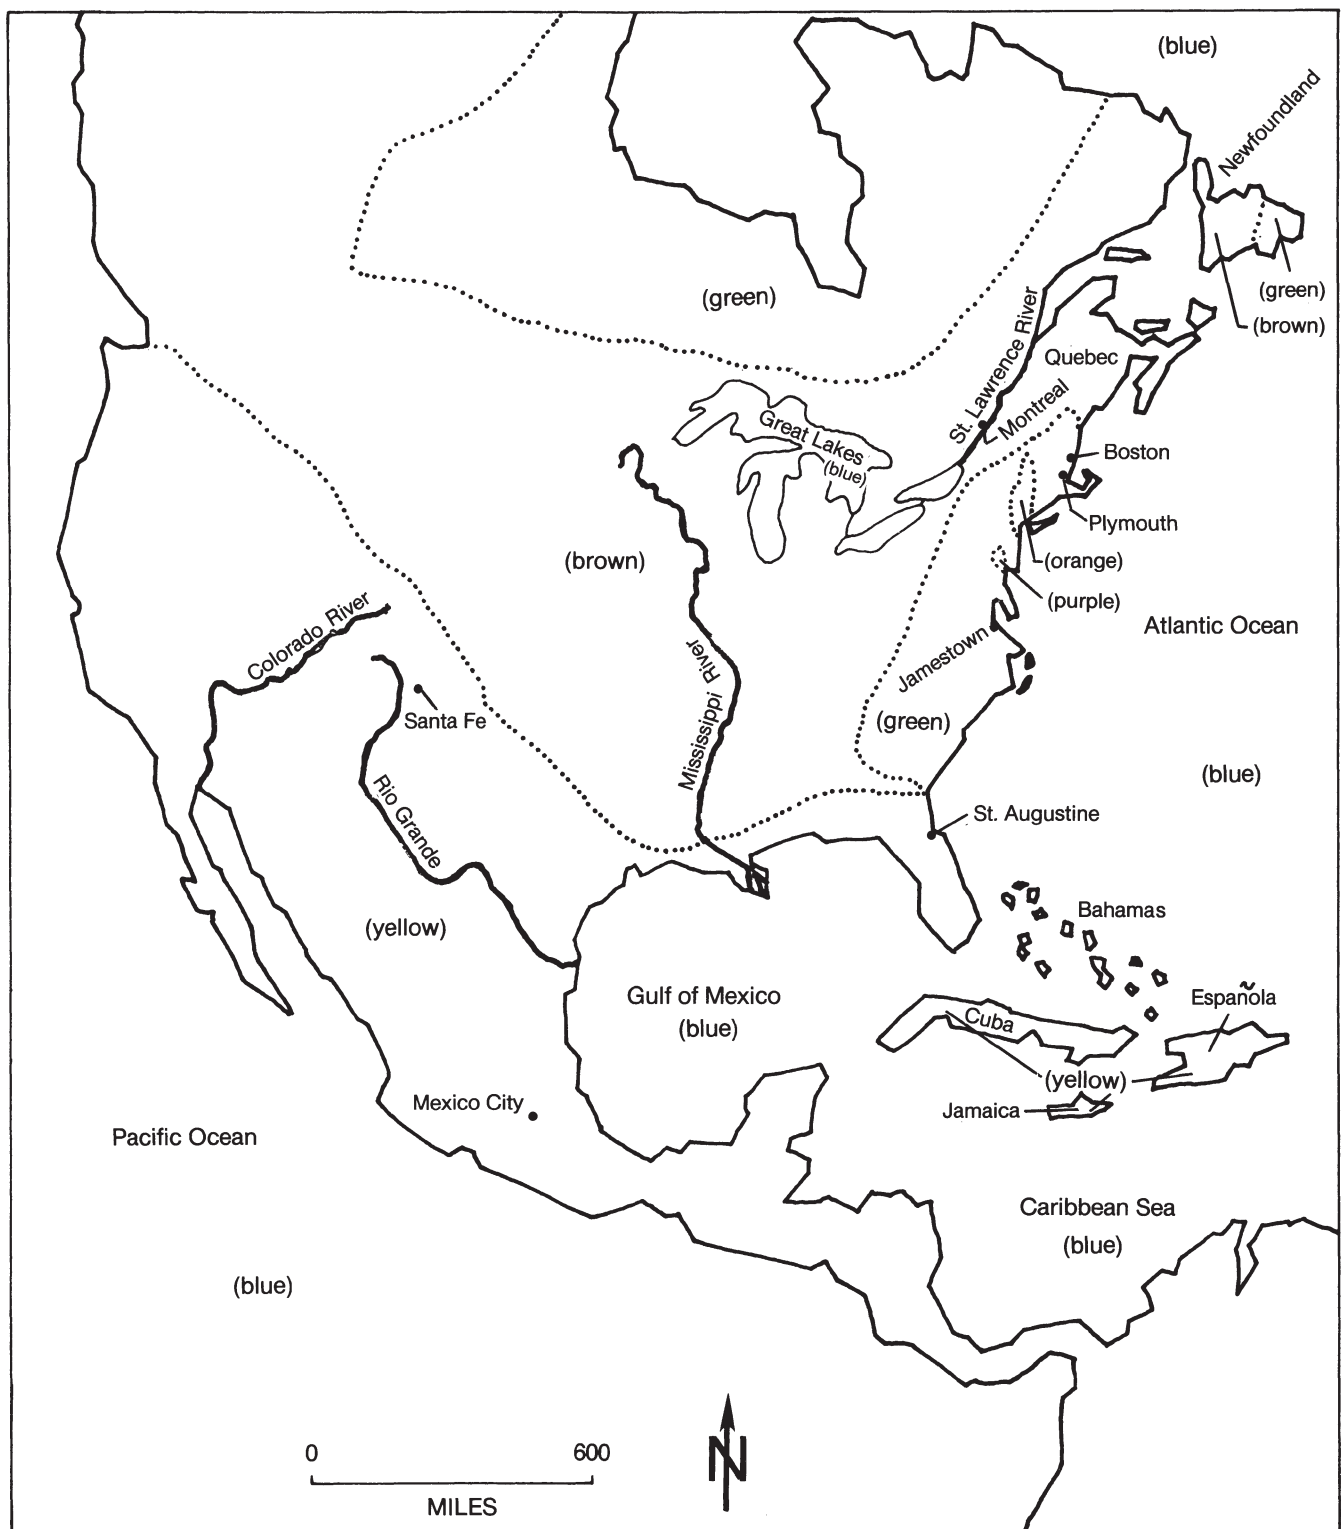 (blue)
Newfoundland
(green)
(green)
(brown)
St. Lawrence River
Quebec
Montreal
Great Lakes
(blue)
Boston
Plymouth
(brown)
(orange)
(purple)
Colorado River
Atlantic Ocean
Jamestown
Mississippi River
Santa Fe
(green)
Rio Grande
(blue)
St. Augustine
(yellow)
Bahamas
Gulf of Mexico
(blue)
Española
Cuba
(yellow)
Mexico City
Jamaica
Pacific Ocean
Caribbean Sea
(blue)
(blue)
N
0 600
MILES